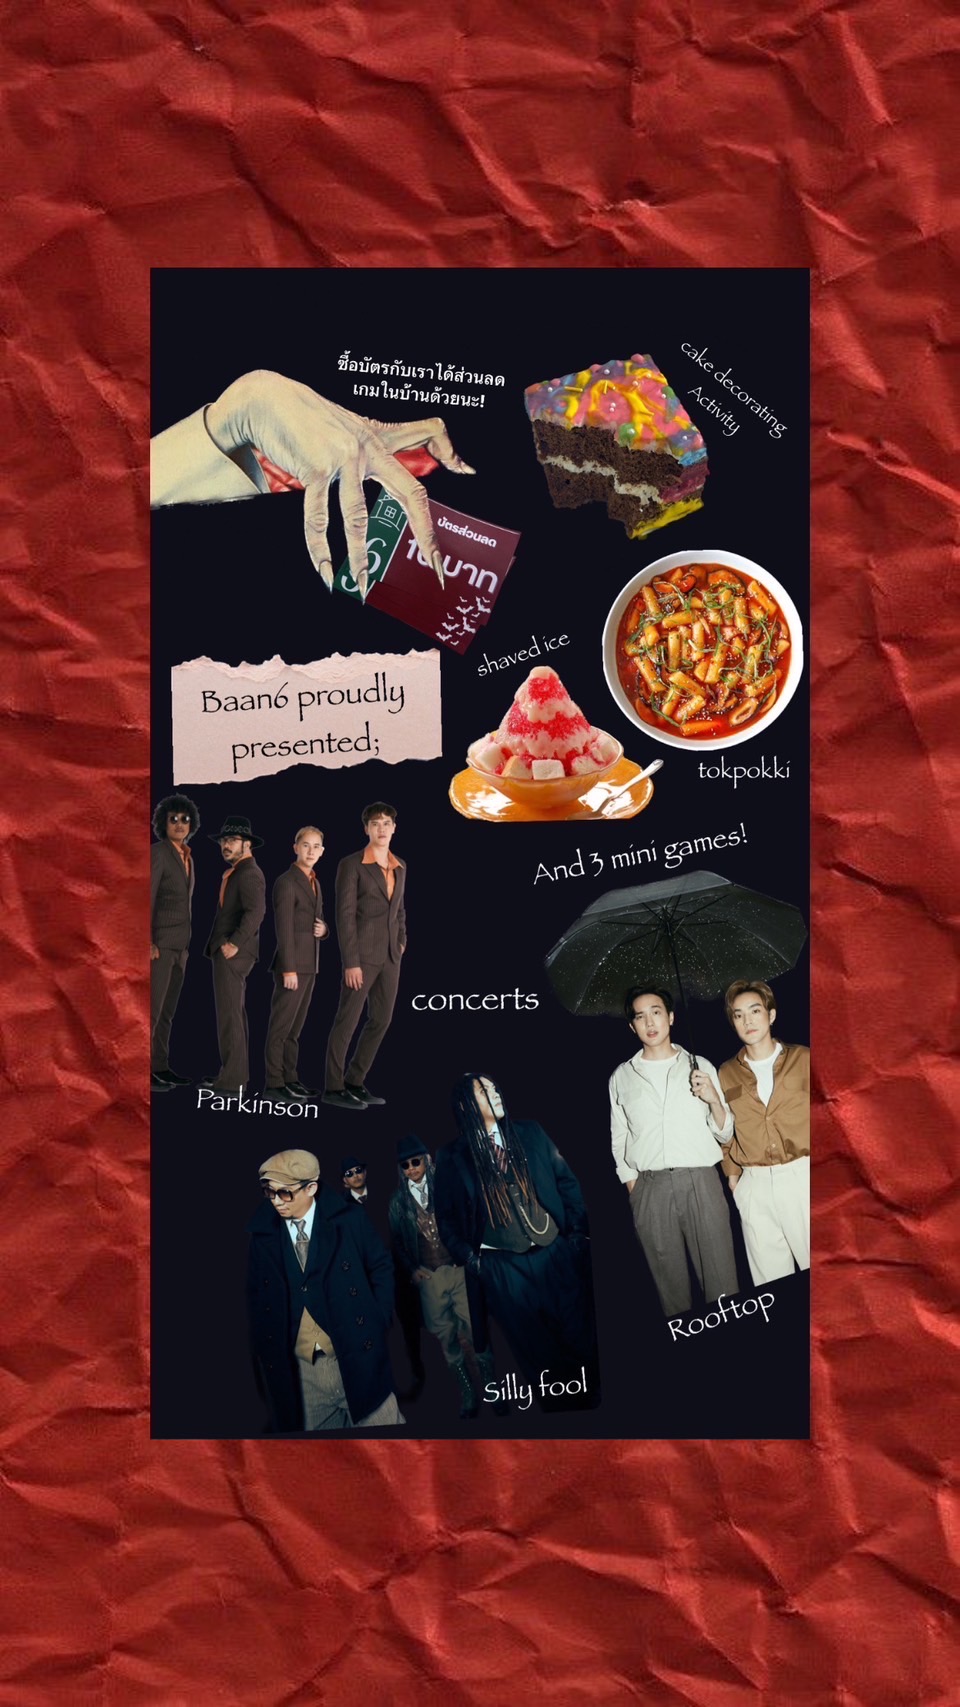 ซื้อบัตรกับเราได้ส่วนลด
เกมในบ้านด้วยนะ!
cake decorating
Activity
บัตรส่วนลด
บาท
6
shaved ice
tokpokki
Baan6 proudly
presented;
And 3 mini games!
concerts
Parkinson
Rooftop
Silly fool